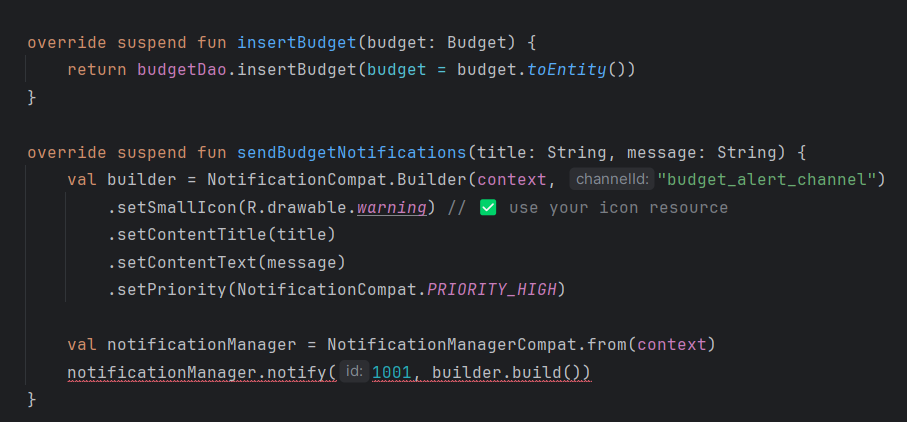 override suspend fun insertBudget(budget: Budget) {
    return budgetDao.insertBudget(budget = budget.toEntity())
}

override suspend fun sendBudgetNotifications(title: String, message: String) {
    val builder = NotificationCompat.Builder(context, channelId: "budget_alert_channel")
        .setSmallIcon(R.drawable.warning) // ✅ use your icon resource
        .setContentTitle(title)
        .setContentText(message)
        .setPriority(NotificationCompat.PRIORITY_HIGH)

    val notificationManager = NotificationManagerCompat.from(context)
    notificationManager.notify( id: 1001, builder.build())
}